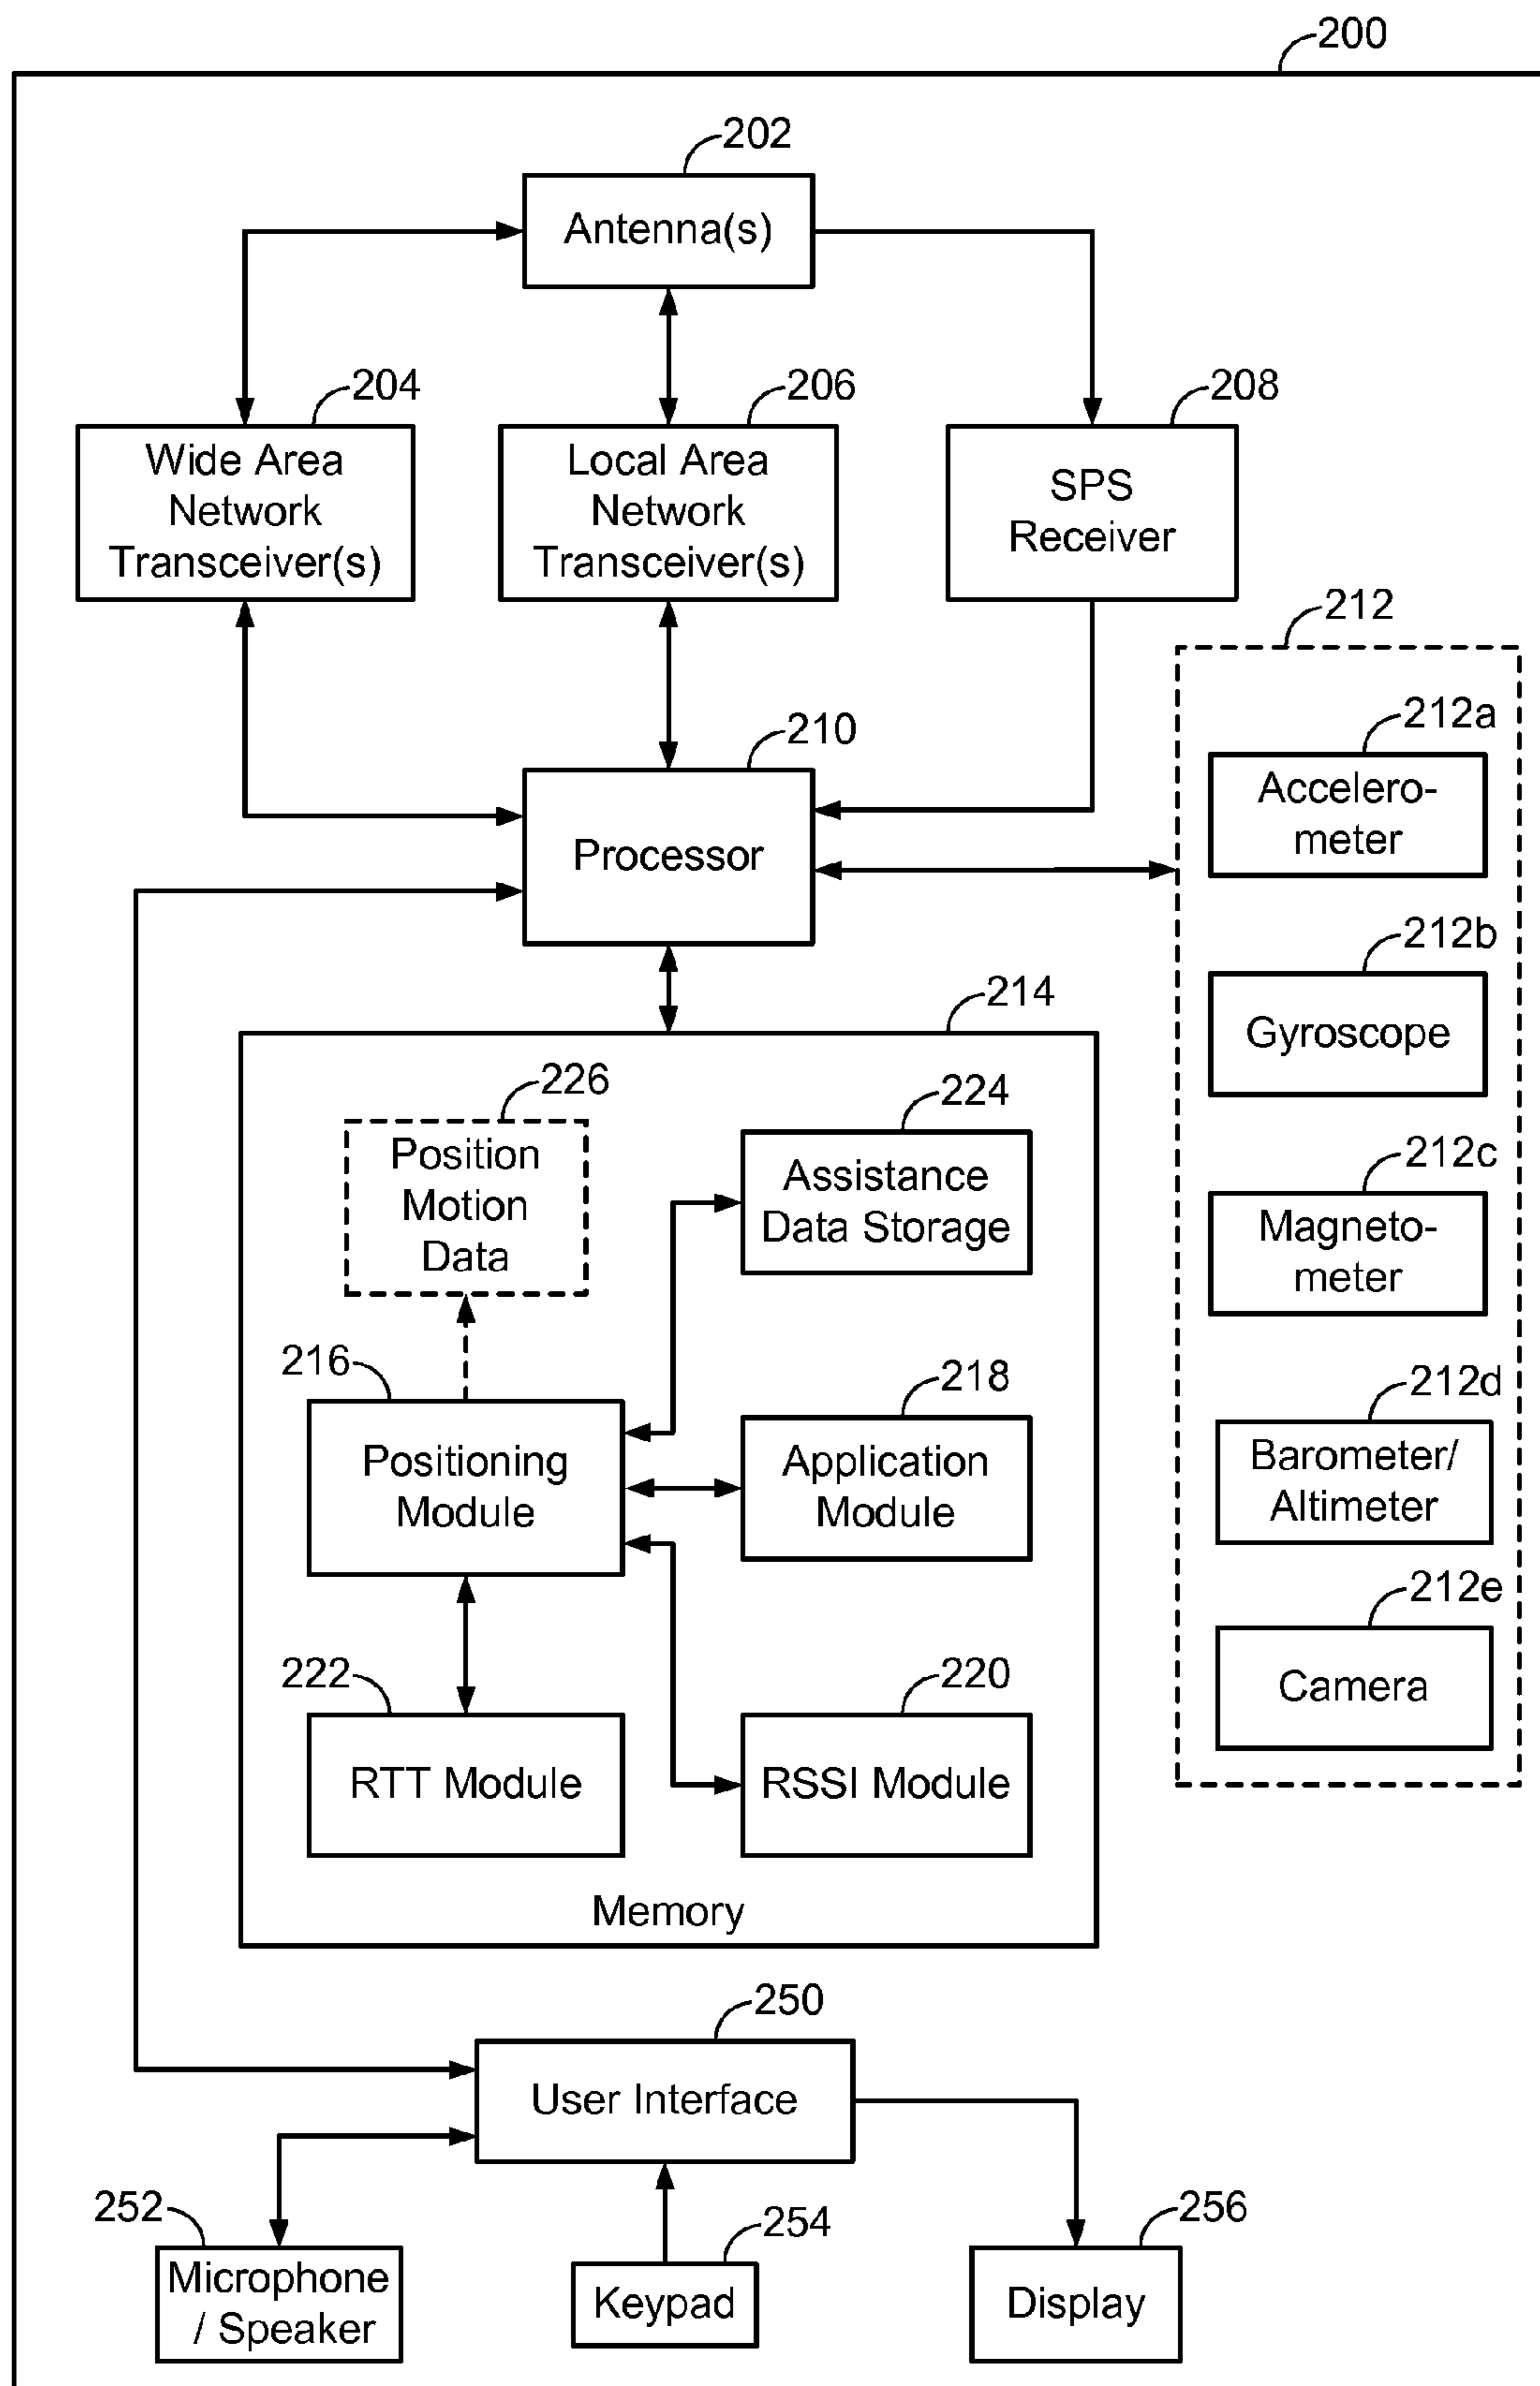 200
202
Antenna(s)
204
206
208
Wide Area
Network
Transceiver(s)
Local Area
Network
Transceiver(s)
SPS
Receiver
212
210
Processor
212a
Accelero-
meter
212b
Gyroscope
212c
Magneto-
meter
212d
Barometer/
Altimeter
212e
Camera
214
226
Position
Motion
Data
224
Assistance
Data Storage
216
Positioning
Module
218
Application
Module
222
RTT Module
220
RSSI Module
Memory
250
User Interface
252
Microphone
/ Speaker
254
Keypad
256
Display